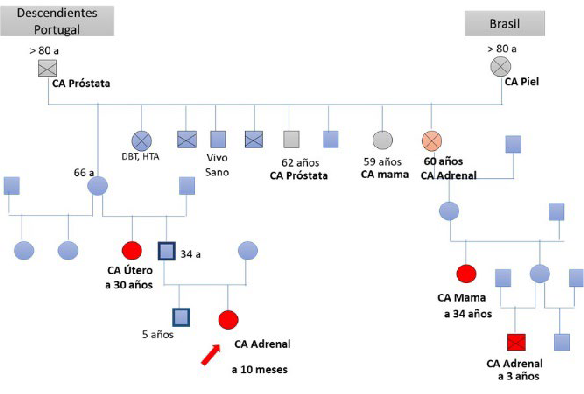 Descendientes
Portugal
Brasil
> 80 a
> 80 a
CA Próstata
CA Piel
DBT, HTA
Vivo
Sano
62 años
CA Próstata
59 años
CA mama
60 años
CA Adrenal
66 a
CA Útero
a 30 años
34 a
5 años
CA Adrenal
a 10 meses
CA Mama
a 34 años
CA Adrenal
a 3 años